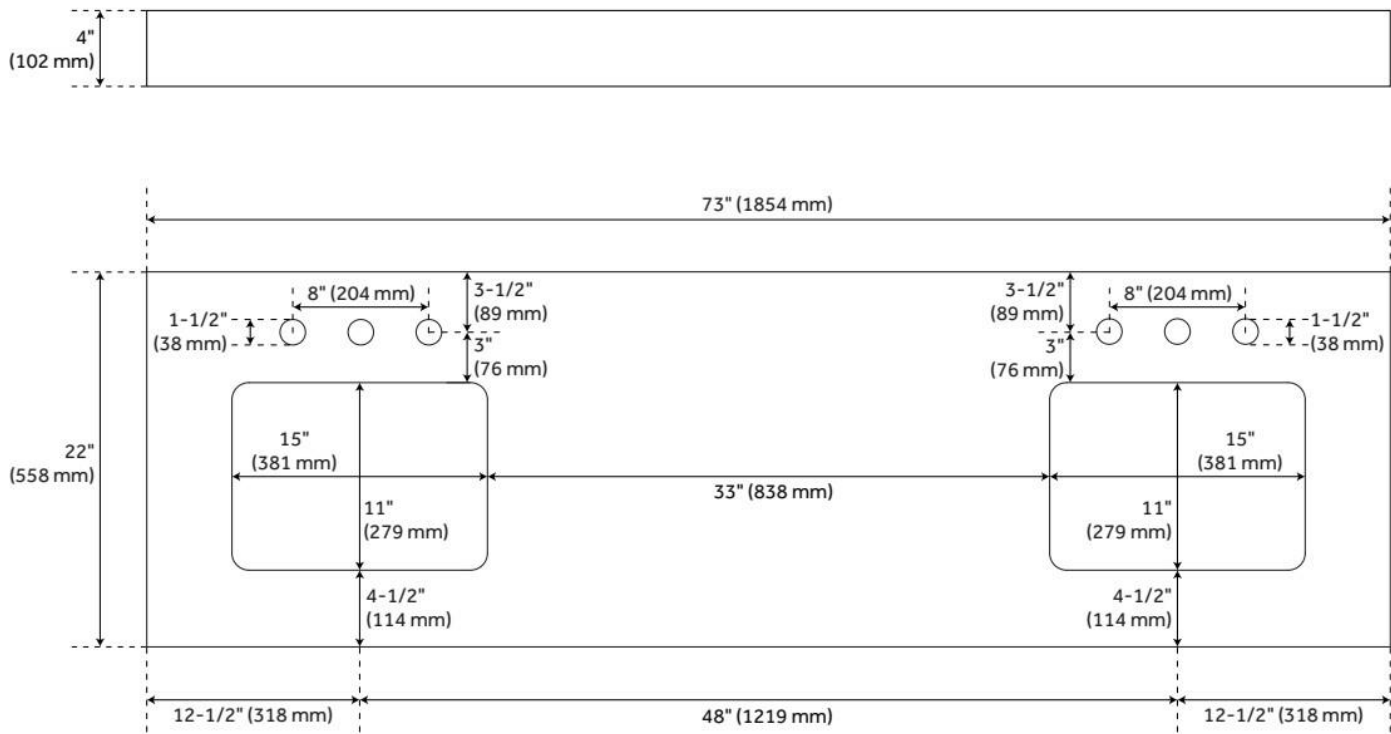 4"
(102 mm)
73" (1854 mm)
8" (204 mm)
3-1/2"
(89 mm)
1-1/2"
(38 mm)
3"
(76 mm)
3-1/2"
(89 mm)
8" (204 mm)
1-1/2"
(38 mm)
3"
(76 mm)
22"
(558 mm)
15"
(381 mm)
11"
(279 mm)
33" (838 mm)
15"
(381 mm)
11"
(279 mm)
4-1/2"
(114 mm)
4-1/2"
(114 mm)
12-1/2" (318 mm)
48" (1219 mm)
12-1/2" (318 mm)